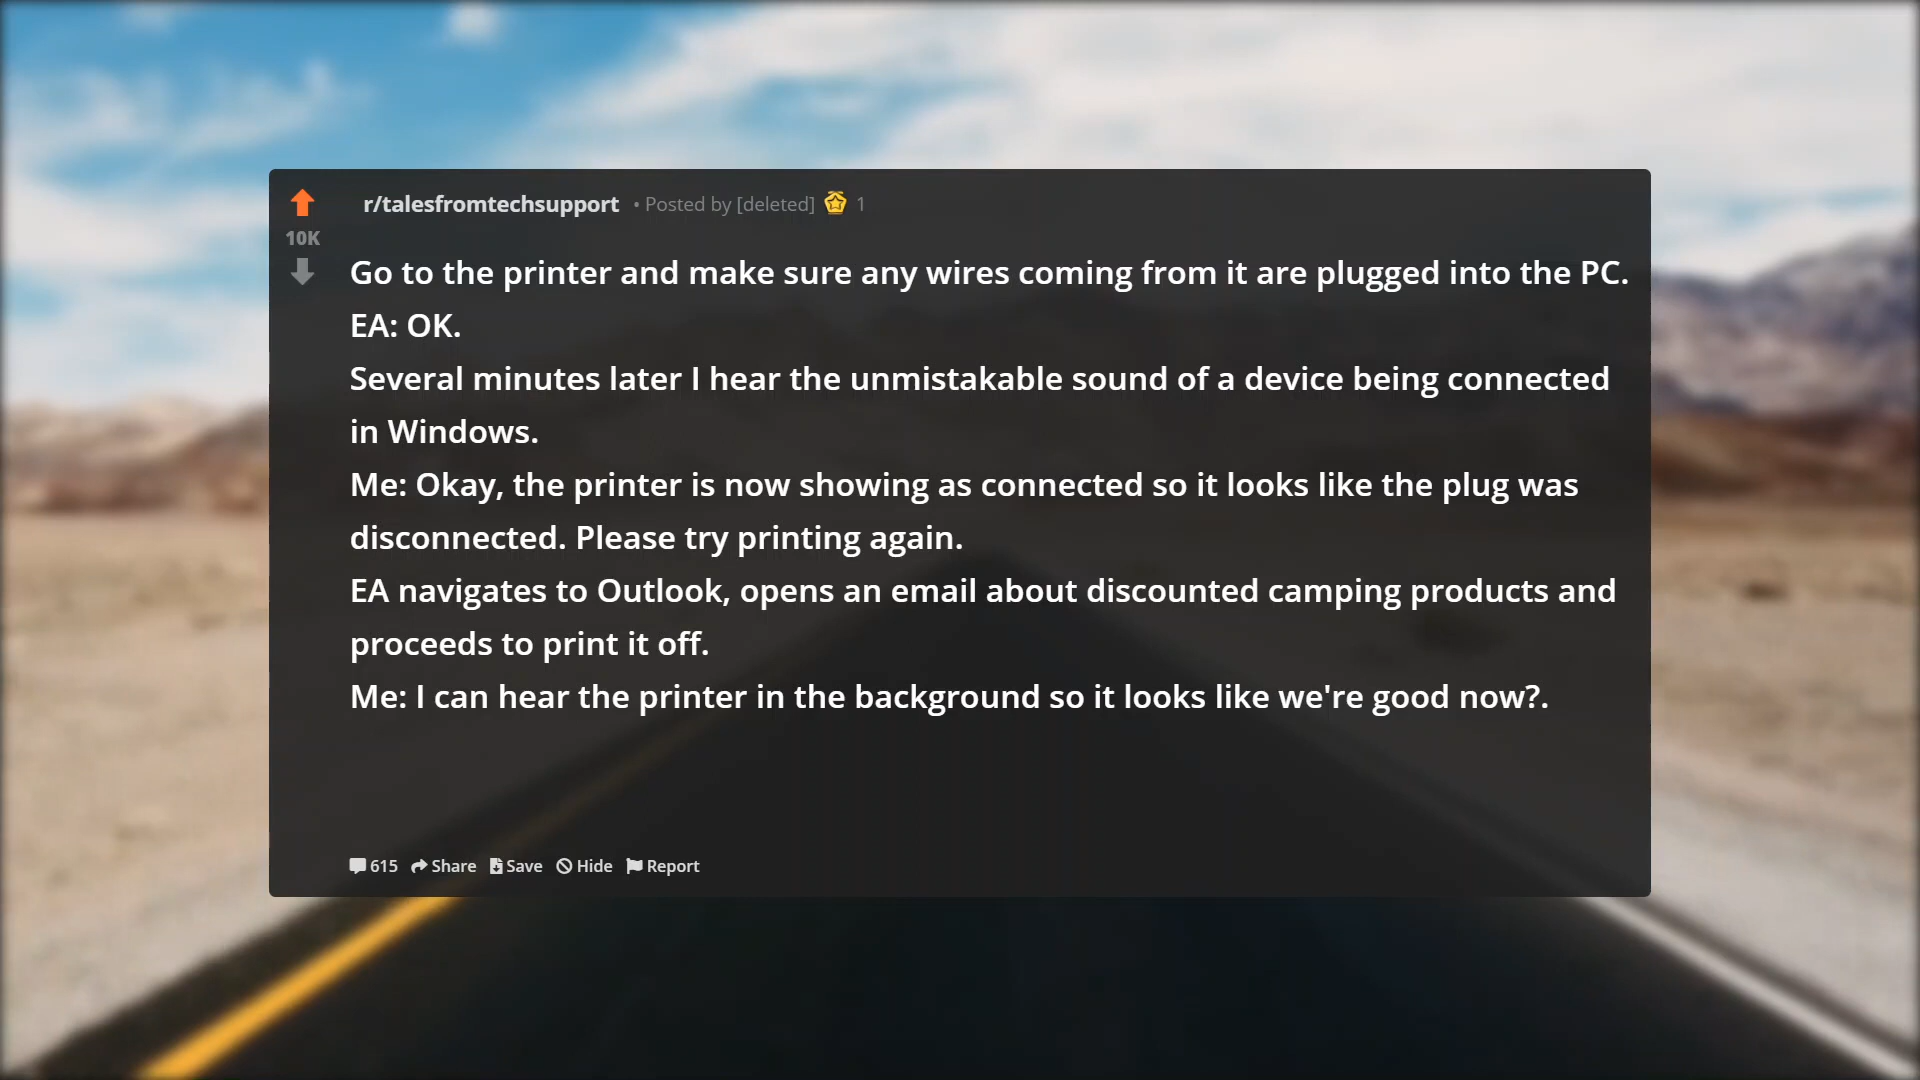 r/talesfromtechsupport • Posted by [deleted] 1
10K
Go to the printer and make sure any wires coming from it are plugged into the PC.
EA: OK.
Several minutes later I hear the unmistakable sound of a device being connected
in Windows.
Me: Okay, the printer is now showing as connected so it looks like the plug was
disconnected. Please try printing again.
EA navigates to Outlook, opens an email about discounted camping products and
proceeds to print it off.
Me: I can hear the printer in the background so it looks like we're good now?.
615 Share Save Hide Report